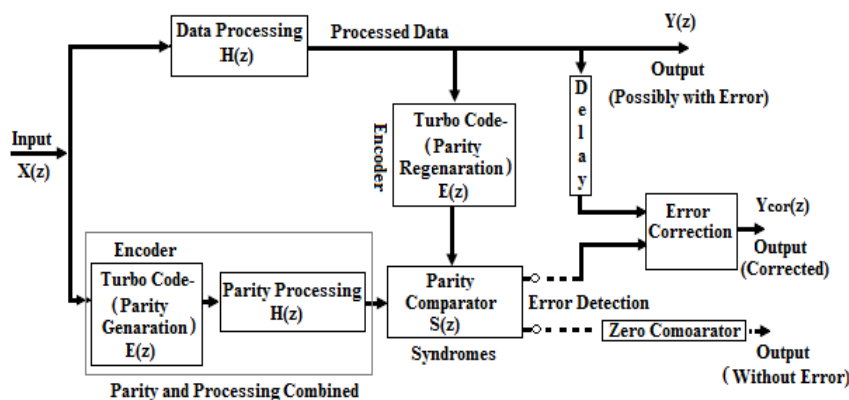 Data Processing
H(z)
Processed Data
Y(z)
Output
(Possibly with Error)
Input
X(z)
Encoder
Turbo Code-
(Parity
Regenaration)
E(z)
Delay
Error
Correction
Ycor(z)
Output
(Corrected)
Encoder
Turbo Code-
(Parity
Genaration)
E(z)
Parity Processing
H(z)
Parity
Comparator
S(z)
Syndromes
Error Detection
Zero Comoarator
Output
(Without Error)
Parity and Processing Combined